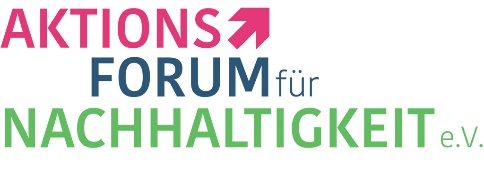 AKTIONS
FORUM für
NACHHALTIGKEIT e.V.